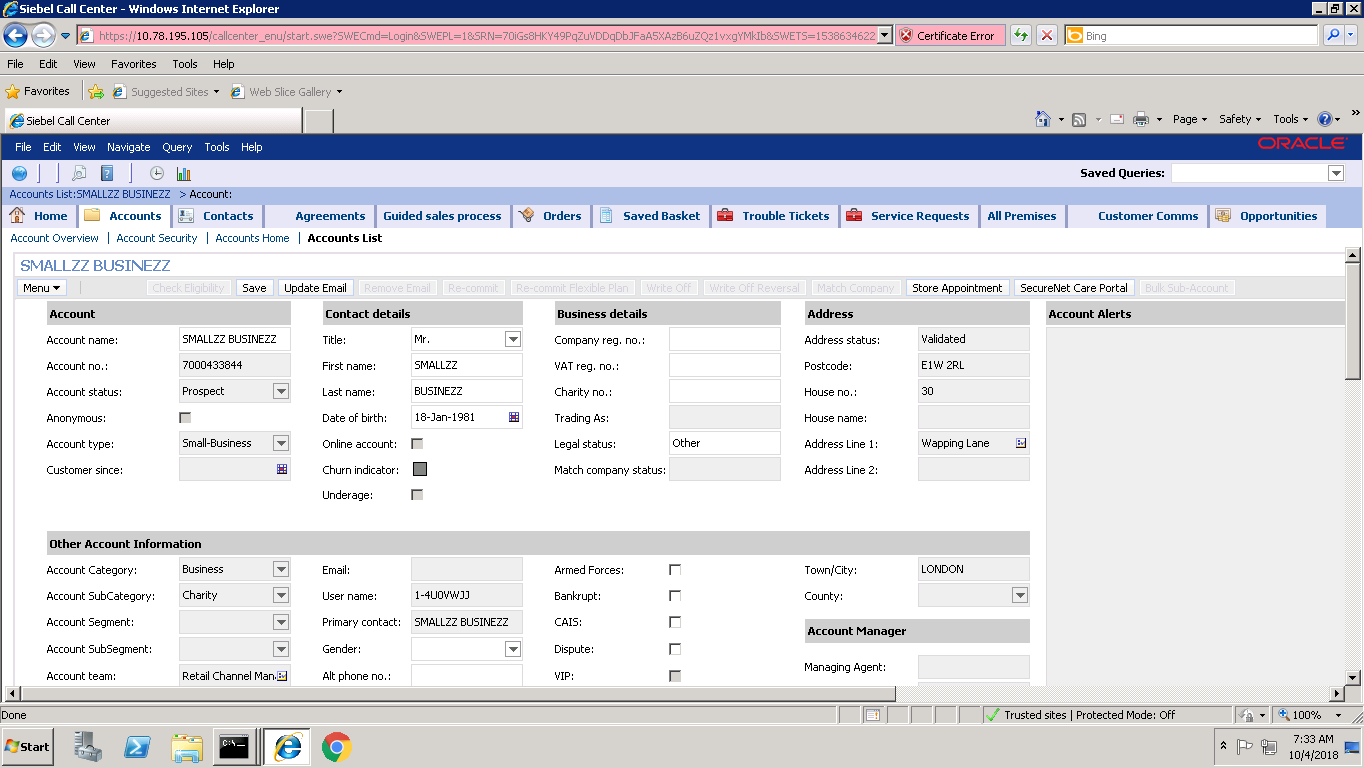 Siebel Call Center - Windows Internet Explorer
https://10.78.195.105/callcenter_enu/start.swe?SWECmd=Login&SWEPL=1&SRN=70iGs8HKY49PqZuVDDqDbJFaA5XAzB6uZQz1vxgYMkIb&SWETS=1538634622 Certificate Error Bing
File Edit View Favorites Tools Help
Favorites Suggested Sites Web Slice Gallery
Siebel Call Center Page Safety Tools
File Edit View Navigate Query Tools Help ORACLE
Saved Queries:
Accounts List:SMALLZZ BUSINEZZ > Account:
Home Accounts Contacts Agreements Guided sales process Orders Saved Basket Trouble Tickets Service Requests All Premises Customer Comms Opportunities
Account Overview | Account Security | Accounts Home | Accounts List
SMALLZZ BUSINEZZ
Menu Check Eligibility Save Update Email Remove Email Re-commit Re-commit Flexible Plan Write Off Write Off Reversal Match Company Store Appointment SecureNet Care Portal Bulk Sub-Account
Account Contact details Business details Address Account Alerts
Account name: SMALLZZ BUSINEZZ Title: Mr. Company reg. no.: Address status: Validated
Account no.: 7000433844 First name: SMALLZZ VAT reg. no.: Postcode: E1W 2RL
Account status: Prospect Last name: BUSINEZZ Charity no.: House no.: 30
Anonymous: Date of birth: 18-Jan-1981 Trading As: House name:
Account type: Small-Business Online account: Legal status: Other Address Line 1: Wapping Lane
Customer since: Churn indicator: Match company status: Address Line 2:
Underage:
Other Account Information
Account Category: Business Email: Armed Forces: Town/City: LONDON
Account SubCategory: Charity User name: 1-4U0VWJJ Bankrupt: County:
Account Segment: Primary contact: SMALLZZ BUSINEZZ CAIS:
Account Manager
Account SubSegment: Gender: Dispute:
Managing Agent:
Account team: Retail Channel Man Alt phone no.: VIP:
Done Trusted sites | Protected Mode: Off 100%
Start 7:33 AM
10/4/2018